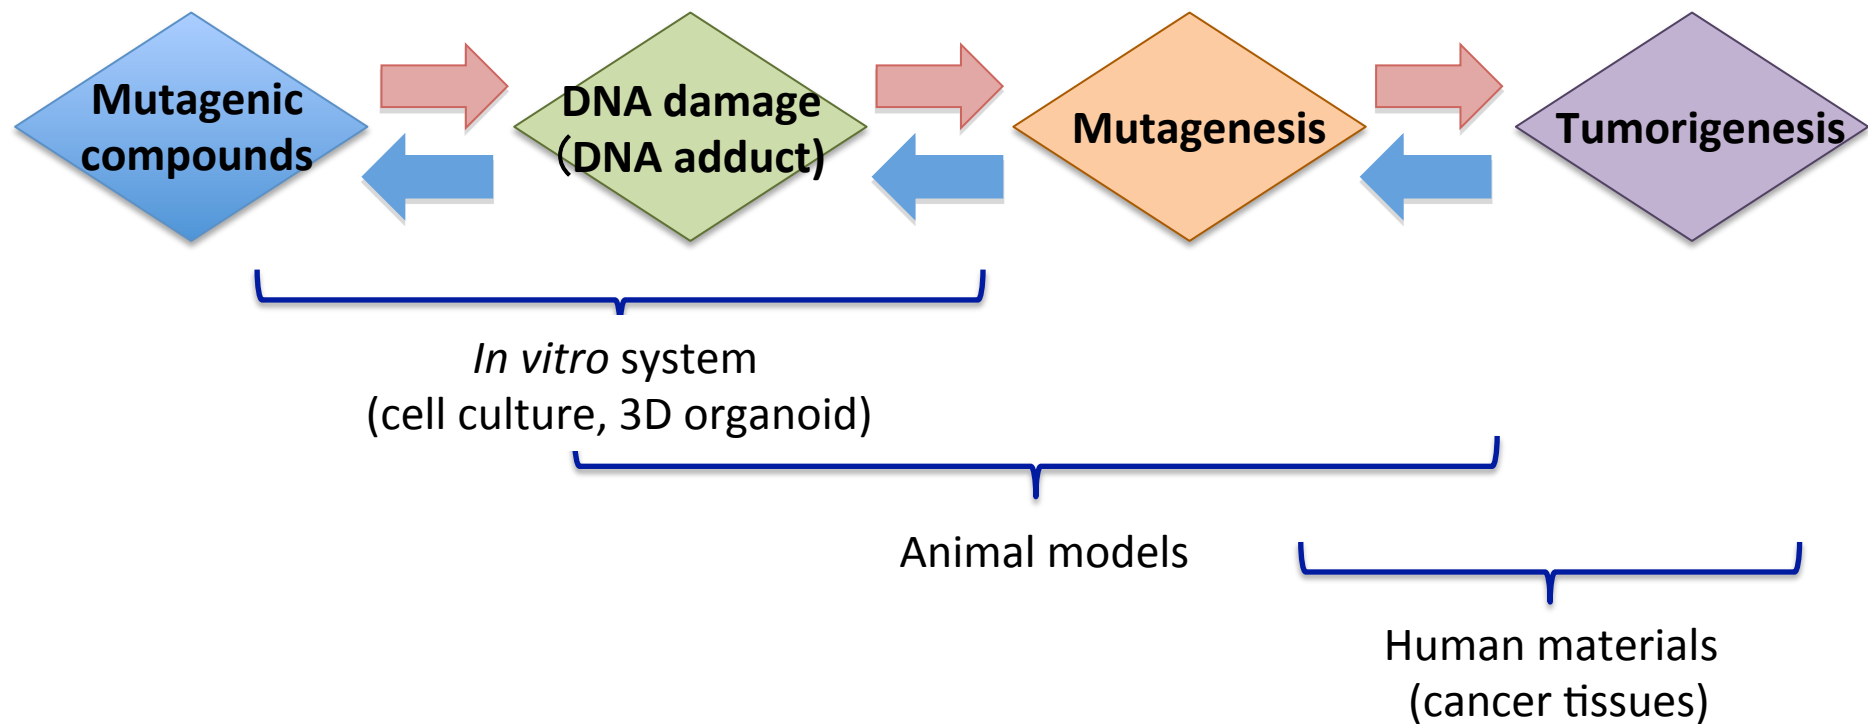 Mutagenic
compounds
DNA damage
（DNA adduct)
Mutagenesis
Tumorigenesis
In vitro system
(cell culture, 3D organoid)
Animal models
Human materials
(cancer tissues)